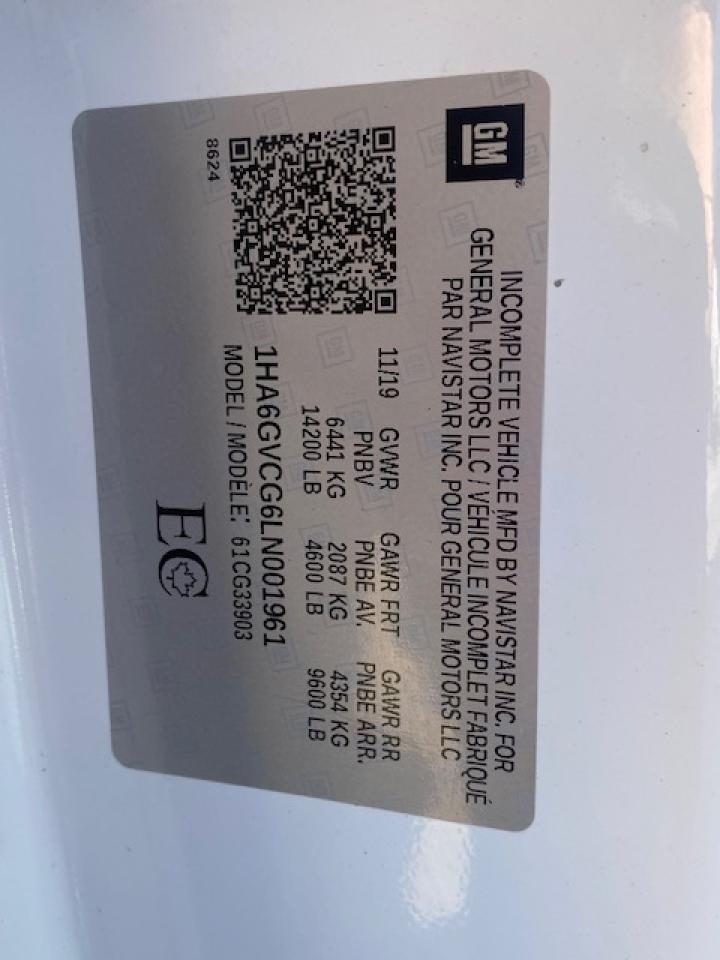 GM
INCOMPLETE VEHICLE MFD BY NAVISTAR INC. FOR
GENERAL MOTORS LLC / VÉHICULE INCOMPLET FABRIQUÉ
PAR NAVISTAR INC. POUR GENERAL MOTORS LLC
11/19 GVWR GAWR FRT GAWR RR
PNBV PNBE AV. PNBE ARR.
6441 KG 2087 KG 4354 KG
14200 LB 4600 LB 9600 LB
1HA6GVCG6LN001961
MODEL / MODÈLE: 61CG33903
8624
EC